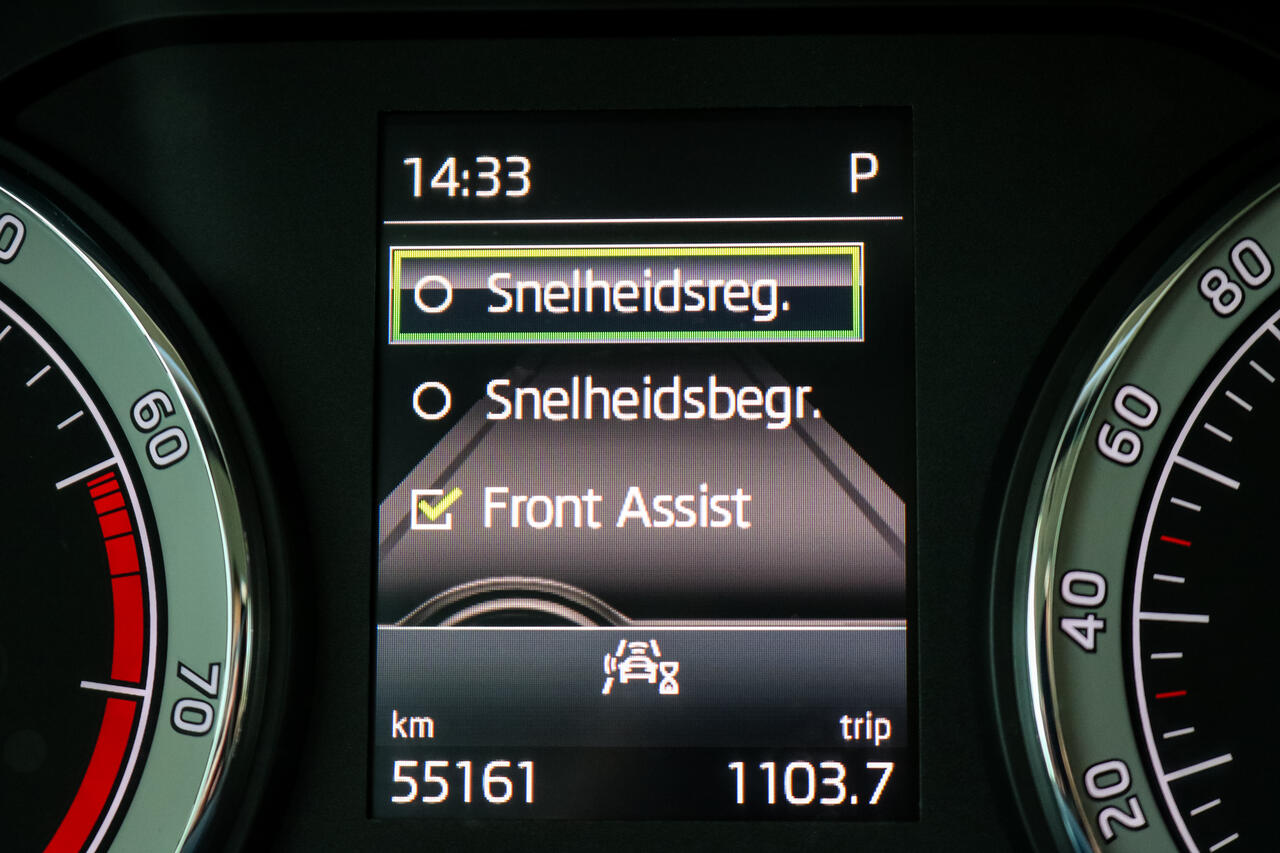 14:33 P
Snelheidsreg.
Snelheidsbegr.
Front Assist
km trip
55161 1103.7
60
70
80
60
40
20